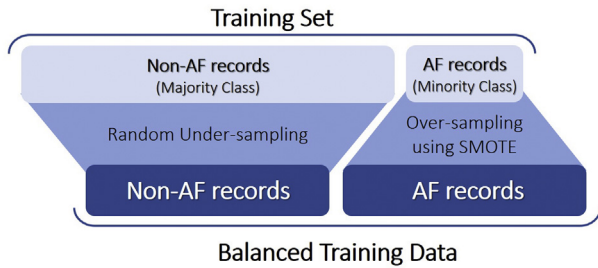 Training Set
Non-AF records
(Majority Class)
AF records
(Minority Class)
Random Under-sampling
Over-sampling
using SMOTE
Non-AF records
AF records
Balanced Training Data